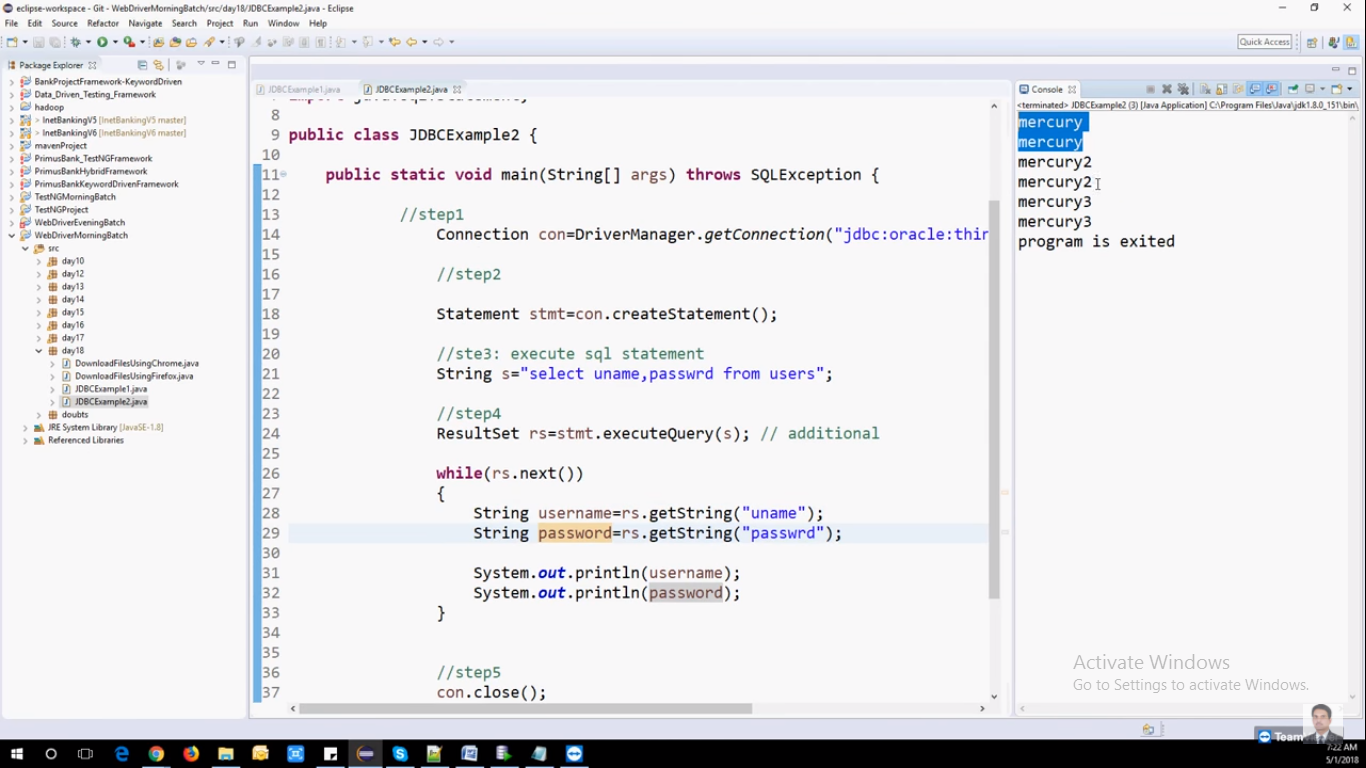 eclipse-workspace - Git - WebDriverMorningBatch/src/day18/JDBCExample2.java - Eclipse
File Edit Source Refactor Navigate Search Project Run Window Help
Quick Access
Package Explorer
BankProjectFramework-KeywordDriven
Data_Driven_Testing_Framework
hadoop
> InetBankingV5 [InetBankingV5 master]
> InetBankingV6 [InetBankingV6 master]
mavenProject
PrimusBank_TestNGFramework
PrimusBankHybridFramework
PrimusBankKeywordDrivenFramework
TestNGMorningBatch
TestNGProject
WebDriverEveningBatch
WebDriverMorningBatch
src
day10
day12
day13
day14
day15
day16
day17
day18
DownloadFilesUsingChrome.java
DownloadFilesUsingFirefox.java
JDBCExample1.java
JDBCExample2.java
doubts
JRE System Library [JavaSE-1.8]
Referenced Libraries
JDBCExample1.java JDBCExample2.java
8
9 public class JDBCExample2 {
10
11 public static void main(String[] args) throws SQLException {
12
13 //step1
14 Connection con=DriverManager.getConnection("jdbc:oracle:thin
15
16 //step2
17
18 Statement stmt=con.createStatement();
19
20 //ste3: execute sql statement
21 String s="select uname,passwrd from users";
22
23 //step4
24 ResultSet rs=stmt.executeQuery(s); // additional
25
26 while(rs.next())
27 {
28 String username=rs.getString("uname");
29 String password=rs.getString("passwrd");
30
31 System.out.println(username);
32 System.out.println(password);
33 }
34
35
36 //step5
37 con.close();
Console
<terminated> JDBCExample2 (3) [Java Application] C:\Program Files\Java\jdk1.8.0_151\bin\
mercury
mercury
mercury2
mercury2
mercury3
mercury3
program is exited
Activate Windows
Go to Settings to activate Windows.
7:22 AM
5/1/2018